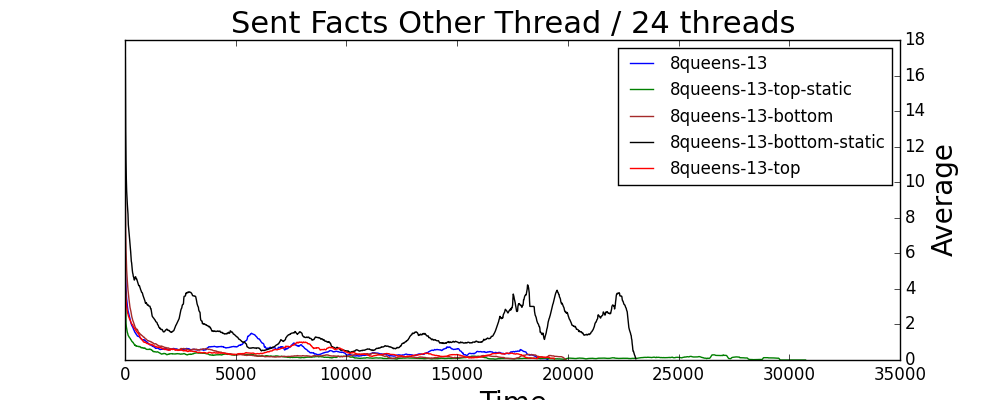 Sent Facts Other Thread / 24 threads
8queens-13
8queens-13-top-static
8queens-13-bottom
8queens-13-bottom-static
8queens-13-top
18
16
14
12
10
8
6
4
2
0
Average
0 5000 10000 15000 20000 25000 30000 35000
Time